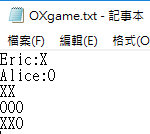 OXgame.txt - 記事本
檔案(F) 編輯(E) 格式(O
Eric:X
Alice:O
XX
OOO
XXO